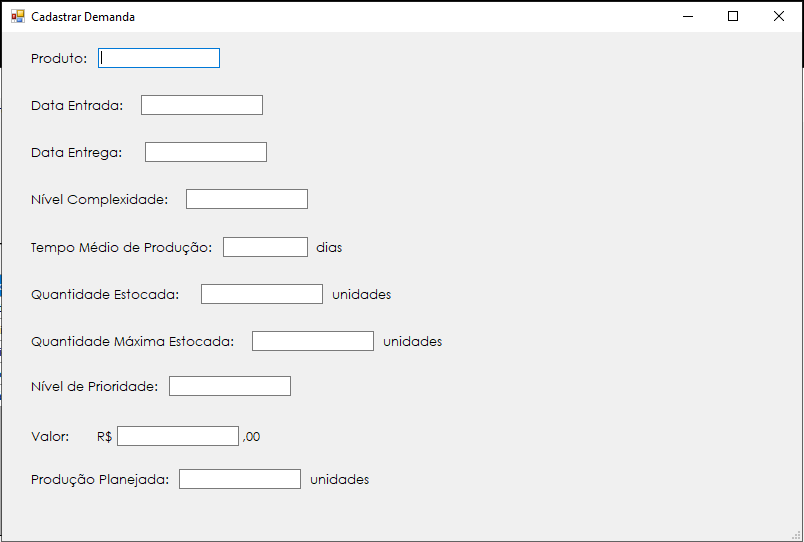 Cadastrar Demanda
Produto:
Data Entrada:
Data Entrega:
Nível Complexidade:
Tempo Médio de Produção: dias
Quantidade Estocada: unidades
Quantidade Máxima Estocada: unidades
Nível de Prioridade:
Valor: R$ ,00
Produção Planejada: unidades